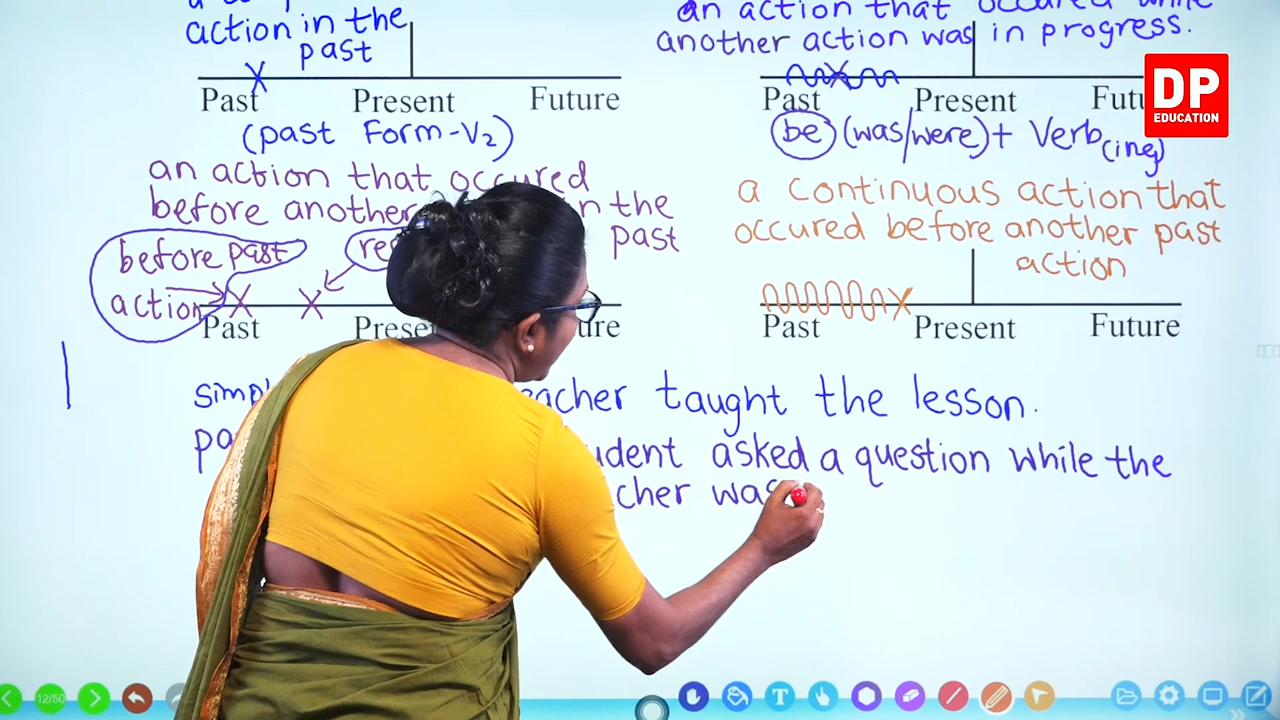 action in the
past
an action that occured while
another action was in progress.
Past Present Future
Past Present
DP
EDUCATION
(past Form-V2)
be (was/were)+ Verb(ing)
an action that occured
before another in the
past
a continuous action that
occured before another past
action
before past
action
Past
Past Present Future
the lesson.
taught
asked a question while the
was